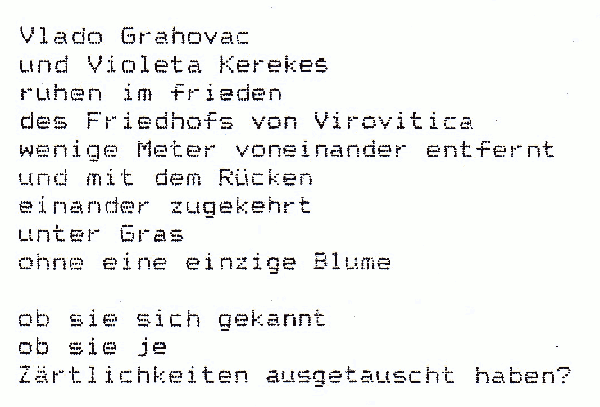 Vlado Grahovac
und Violeta Kerekes
ruhen im frieden
des Friedhofs von Virovitica
wenige Meter voneinander entfernt
und mit dem Rücken
einander zugekehrt
unter Gras
ohne eine einzige Blume

ob sie sich gekannt
ob sie je
Zärtlichkeiten ausgetauscht haben?